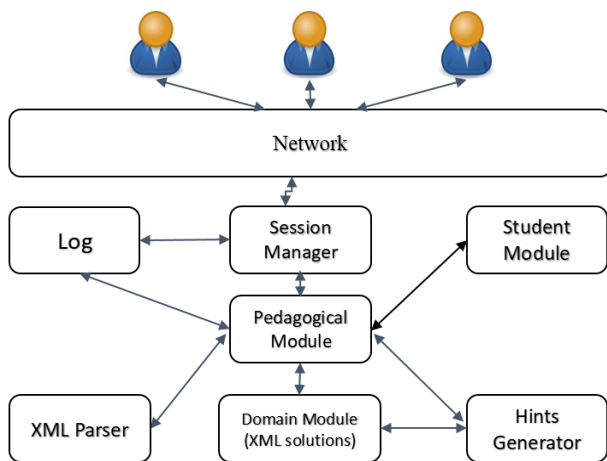 Network
Log
Session
Manager
Student
Module
Pedagogical
Module
XML Parser
Domain Module
(XML solutions)
Hints
Generator